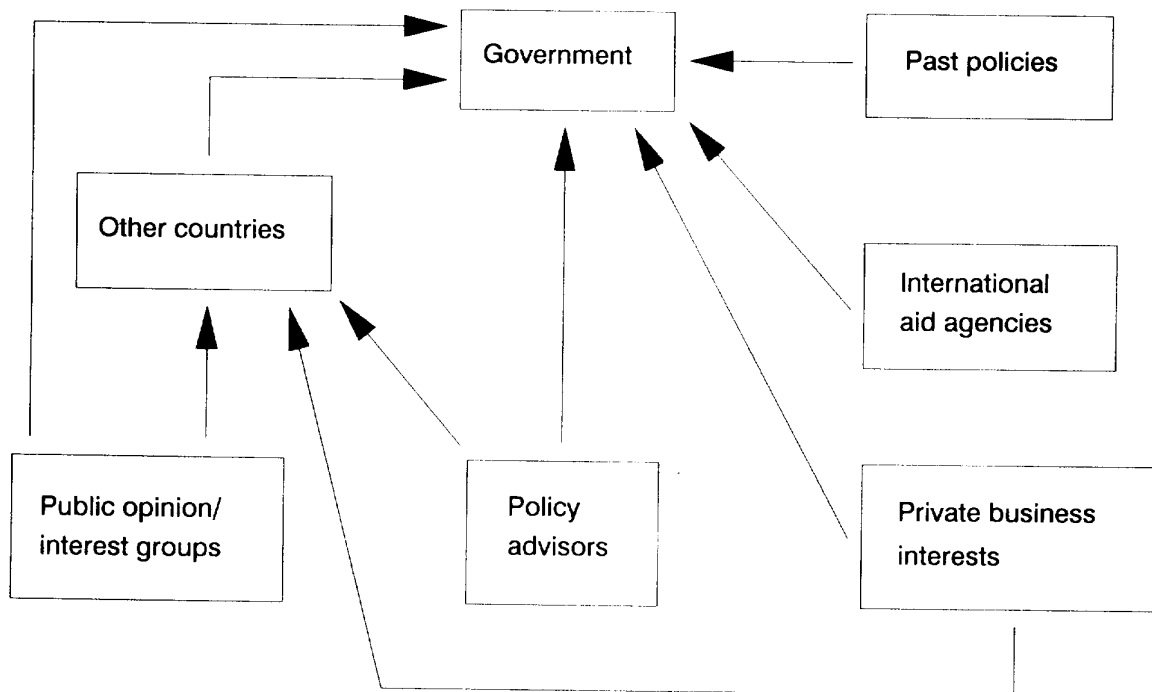 Government
Past policies
Other countries
International
aid agencies
Public opinion/
interest groups
Policy
advisors
Private business
interests